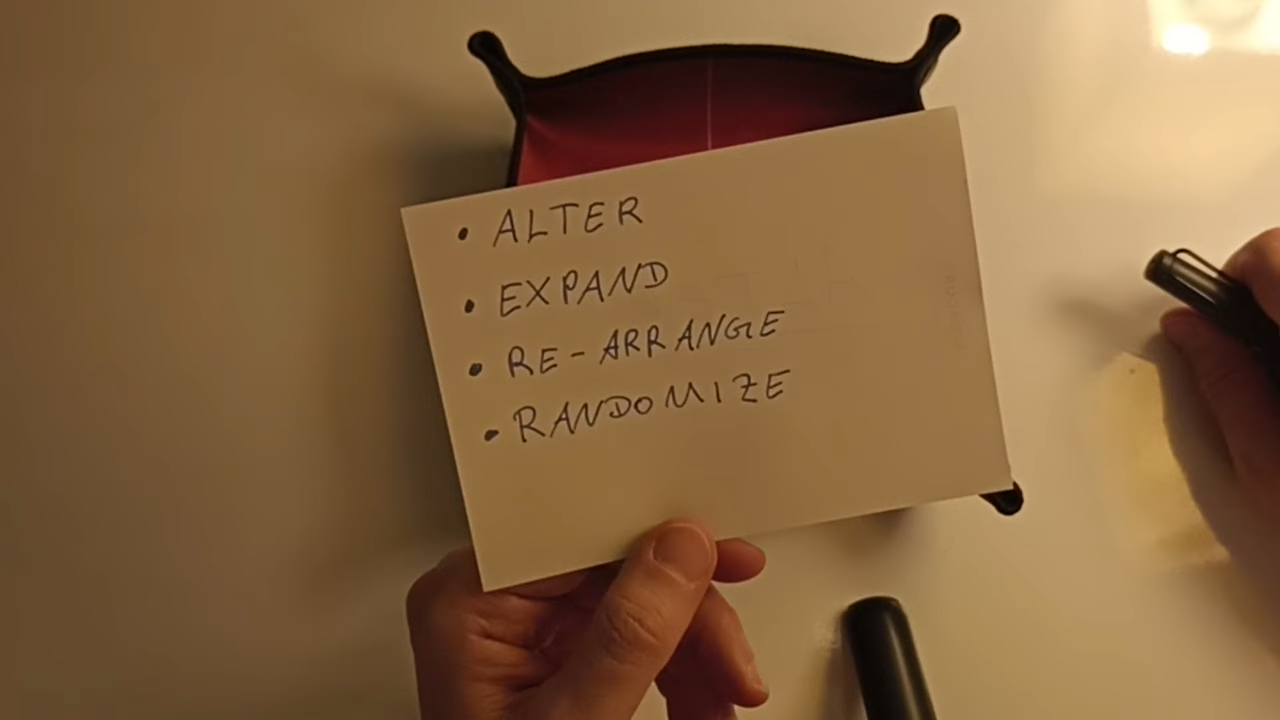 • ALTER
• EXPAND
• RE-ARRANGE
• RANDOMIZE